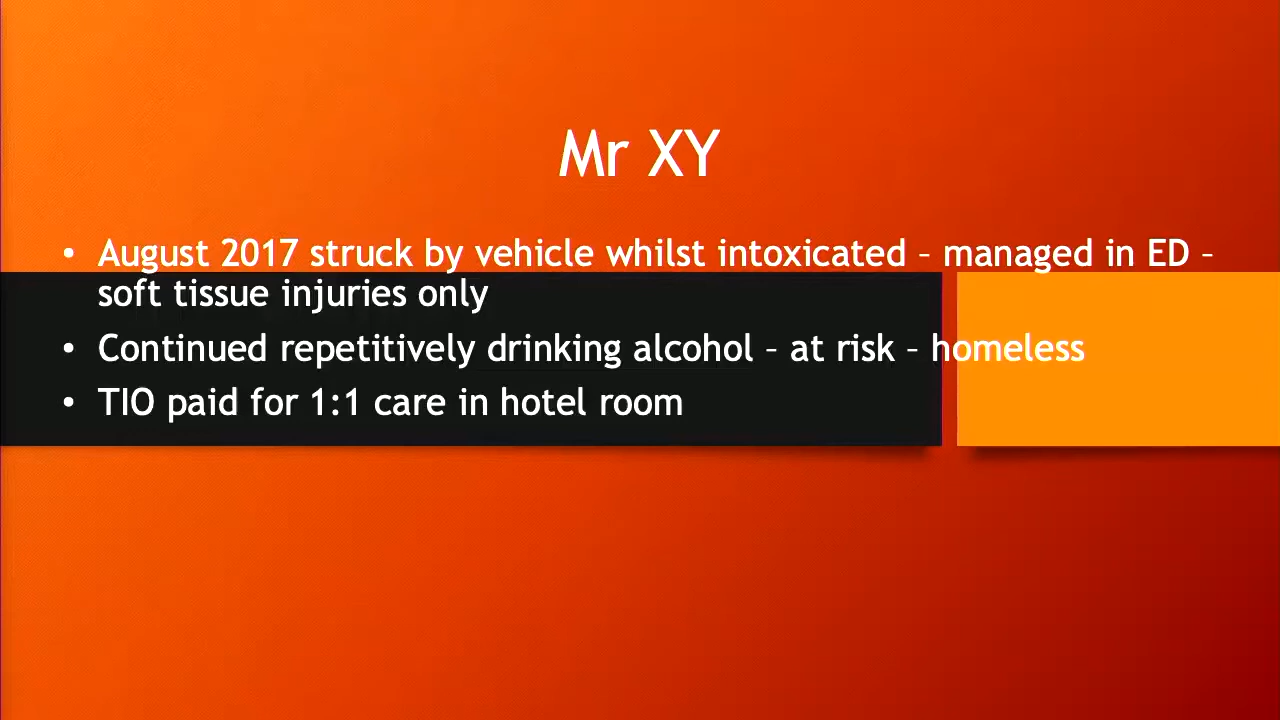 Mr XY
• August 2017 struck by vehicle whilst intoxicated – managed in ED –
soft tissue injuries only
• Continued repetitively drinking alcohol – at risk – homeless
• TIO paid for 1:1 care in hotel room